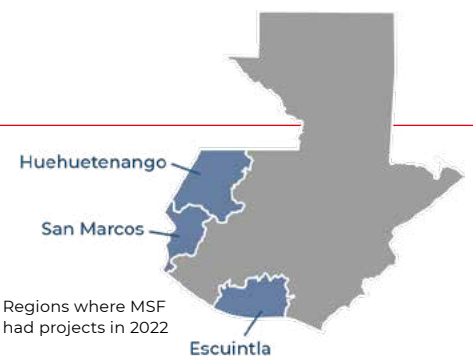 Huehuetenango
San Marcos
Regions where MSF
had projects in 2022
Escuintla